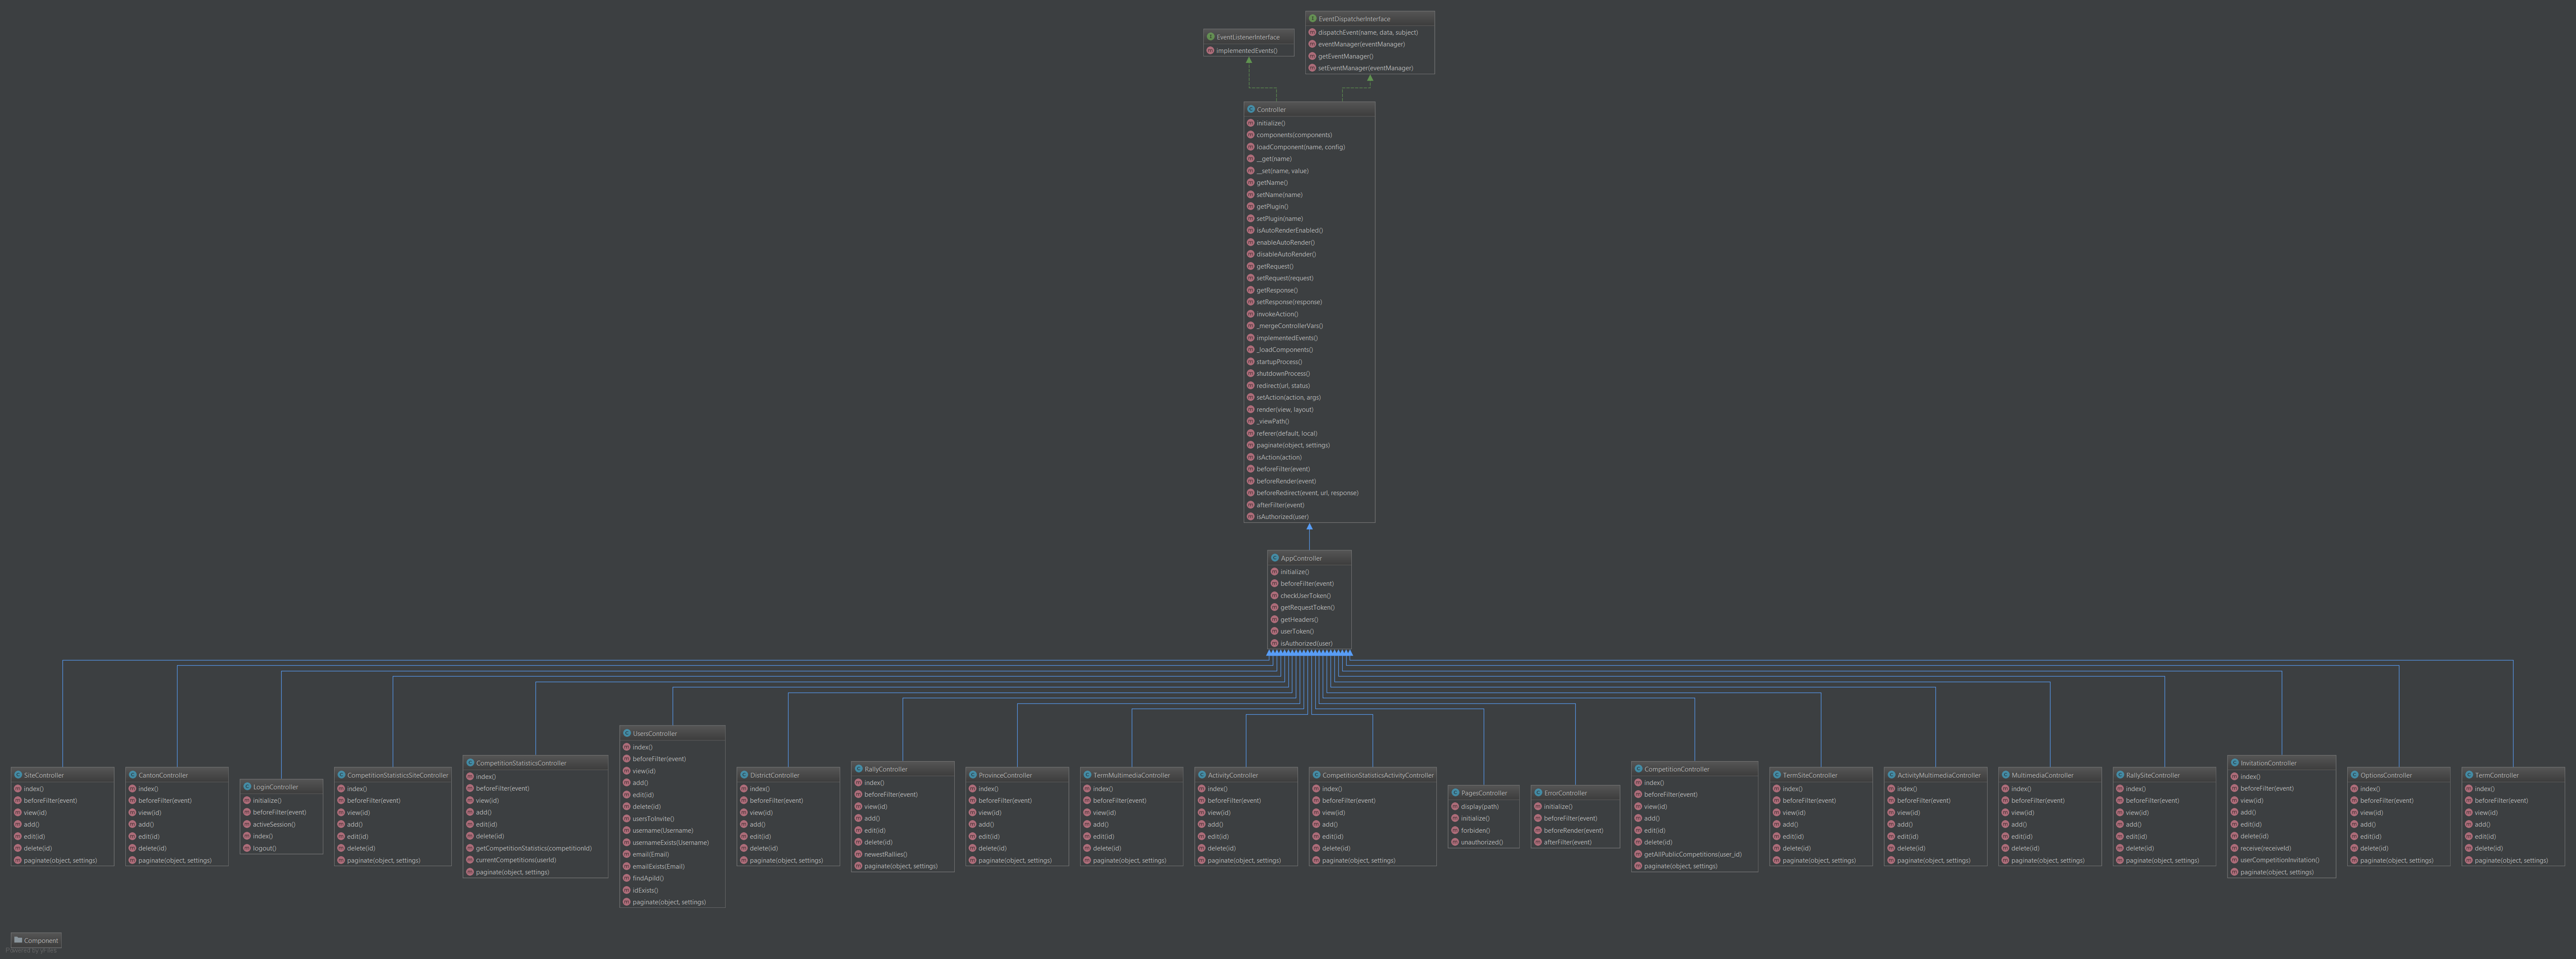 EventListenerInterface
implementedEvents()
EventDispatcherInterface
dispatchEvent(name, data, subject)
eventManager(eventManager)
getEventManager()
setEventManager(eventManager)
Controller
initialize()
components(components)
loadComponent(name, config)
__get(name)
__set(name, value)
getName()
setName(name)
getPlugin()
setPlugin(name)
isAutoRenderEnabled()
enableAutoRender()
disableAutoRender()
getRequest()
setRequest(request)
getResponse()
setResponse(response)
invokeAction()
_mergeControllerVars()
implementedEvents()
_loadComponents()
startupProcess()
shutdownProcess()
redirect(url, status)
setAction(action, args)
render(view, layout)
_viewPath()
referer(default, local)
paginate(object, settings)
isAction(action)
beforeFilter(event)
beforeRender(event)
beforeRedirect(event, url, response)
afterFilter(event)
isAuthorized(user)
AppController
initialize()
beforeFilter(event)
checkUserToken()
getRequestToken()
getHeaders()
userToken()
isAuthorized(user)
SiteController
index()
beforeFilter(event)
view(id)
add()
edit(id)
delete(id)
paginate(object, settings)
CantonController
index()
beforeFilter(event)
view(id)
add()
edit(id)
delete(id)
paginate(object, settings)
LoginController
initialize()
beforeFilter(event)
activeSession()
index()
logout()
CompetitionStatisticsSiteController
index()
beforeFilter(event)
view(id)
add()
edit(id)
delete(id)
paginate(object, settings)
CompetitionStatisticsController
index()
beforeFilter(event)
view(id)
add()
edit(id)
delete(id)
getCompetitionStatistics(competitionId)
currentCompetitions(userId)
paginate(object, settings)
UsersController
index()
beforeFilter(event)
view(id)
add()
edit(id)
delete(id)
usersToInvite()
username(Username)
usernameExists(Username)
email(Email)
emailExists(Email)
findApiId()
idExists()
paginate(object, settings)
DistrictController
index()
beforeFilter(event)
view(id)
add()
edit(id)
delete(id)
paginate(object, settings)
RallyController
index()
beforeFilter(event)
view(id)
add()
edit(id)
delete(id)
newestRallies()
paginate(object, settings)
ProvinceController
index()
beforeFilter(event)
view(id)
add()
edit(id)
delete(id)
paginate(object, settings)
TermMultimediaController
index()
beforeFilter(event)
view(id)
add()
edit(id)
delete(id)
paginate(object, settings)
ActivityController
index()
beforeFilter(event)
view(id)
add()
edit(id)
delete(id)
paginate(object, settings)
CompetitionStatisticsActivityController
index()
beforeFilter(event)
view(id)
add()
edit(id)
delete(id)
paginate(object, settings)
PagesController
display(path)
initialize()
forbiden()
unauthorized()
ErrorController
initialize()
beforeFilter(event)
beforeRender(event)
afterFilter(event)
CompetitionController
index()
beforeFilter(event)
view(id)
add()
edit(id)
delete(id)
getAllPublicCompetitions(user_id)
paginate(object, settings)
TermSiteController
index()
beforeFilter(event)
view(id)
add()
edit(id)
delete(id)
paginate(object, settings)
ActivityMultimediaController
index()
beforeFilter(event)
view(id)
add()
edit(id)
delete(id)
paginate(object, settings)
MultimediaController
index()
beforeFilter(event)
view(id)
add()
edit(id)
delete(id)
paginate(object, settings)
RallySiteController
index()
beforeFilter(event)
view(id)
add()
edit(id)
delete(id)
paginate(object, settings)
InvitationController
index()
beforeFilter(event)
view(id)
add()
edit(id)
delete(id)
receive(receiveId)
userCompetitionInvitation()
paginate(object, settings)
OptionsController
index()
beforeFilter(event)
view(id)
add()
edit(id)
delete(id)
paginate(object, settings)
TermController
index()
beforeFilter(event)
view(id)
add()
edit(id)
delete(id)
paginate(object, settings)
Component
Powered by yFiles